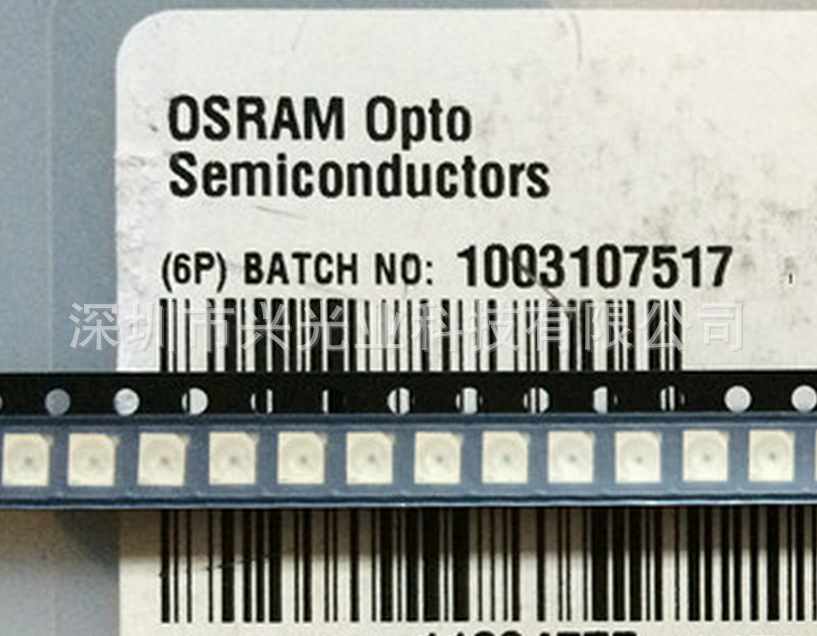 OSRAM Opto
Semiconductors
(6P) BATCH NO: 1003107517
深圳市兴光业科技有限公司